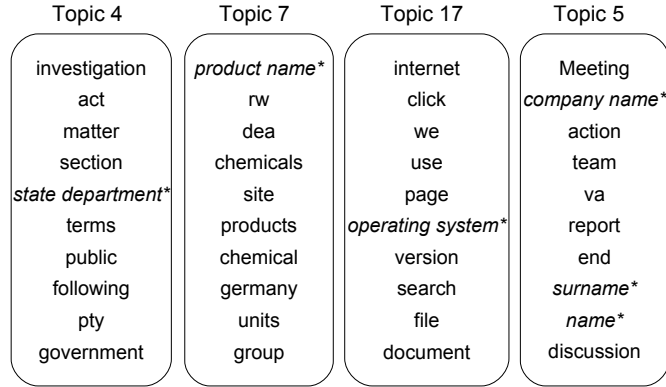 Topic 4
investigation
act
matter
section
state department*
terms
public
following
pty
government
Topic 7
product name*
rw
dea
chemicals
site
products
chemical
germany
units
group
Topic 17
internet
click
we
use
page
operating system*
version
search
file
document
Topic 5
Meeting
company name*
action
team
va
report
end
surname*
name*
discussion